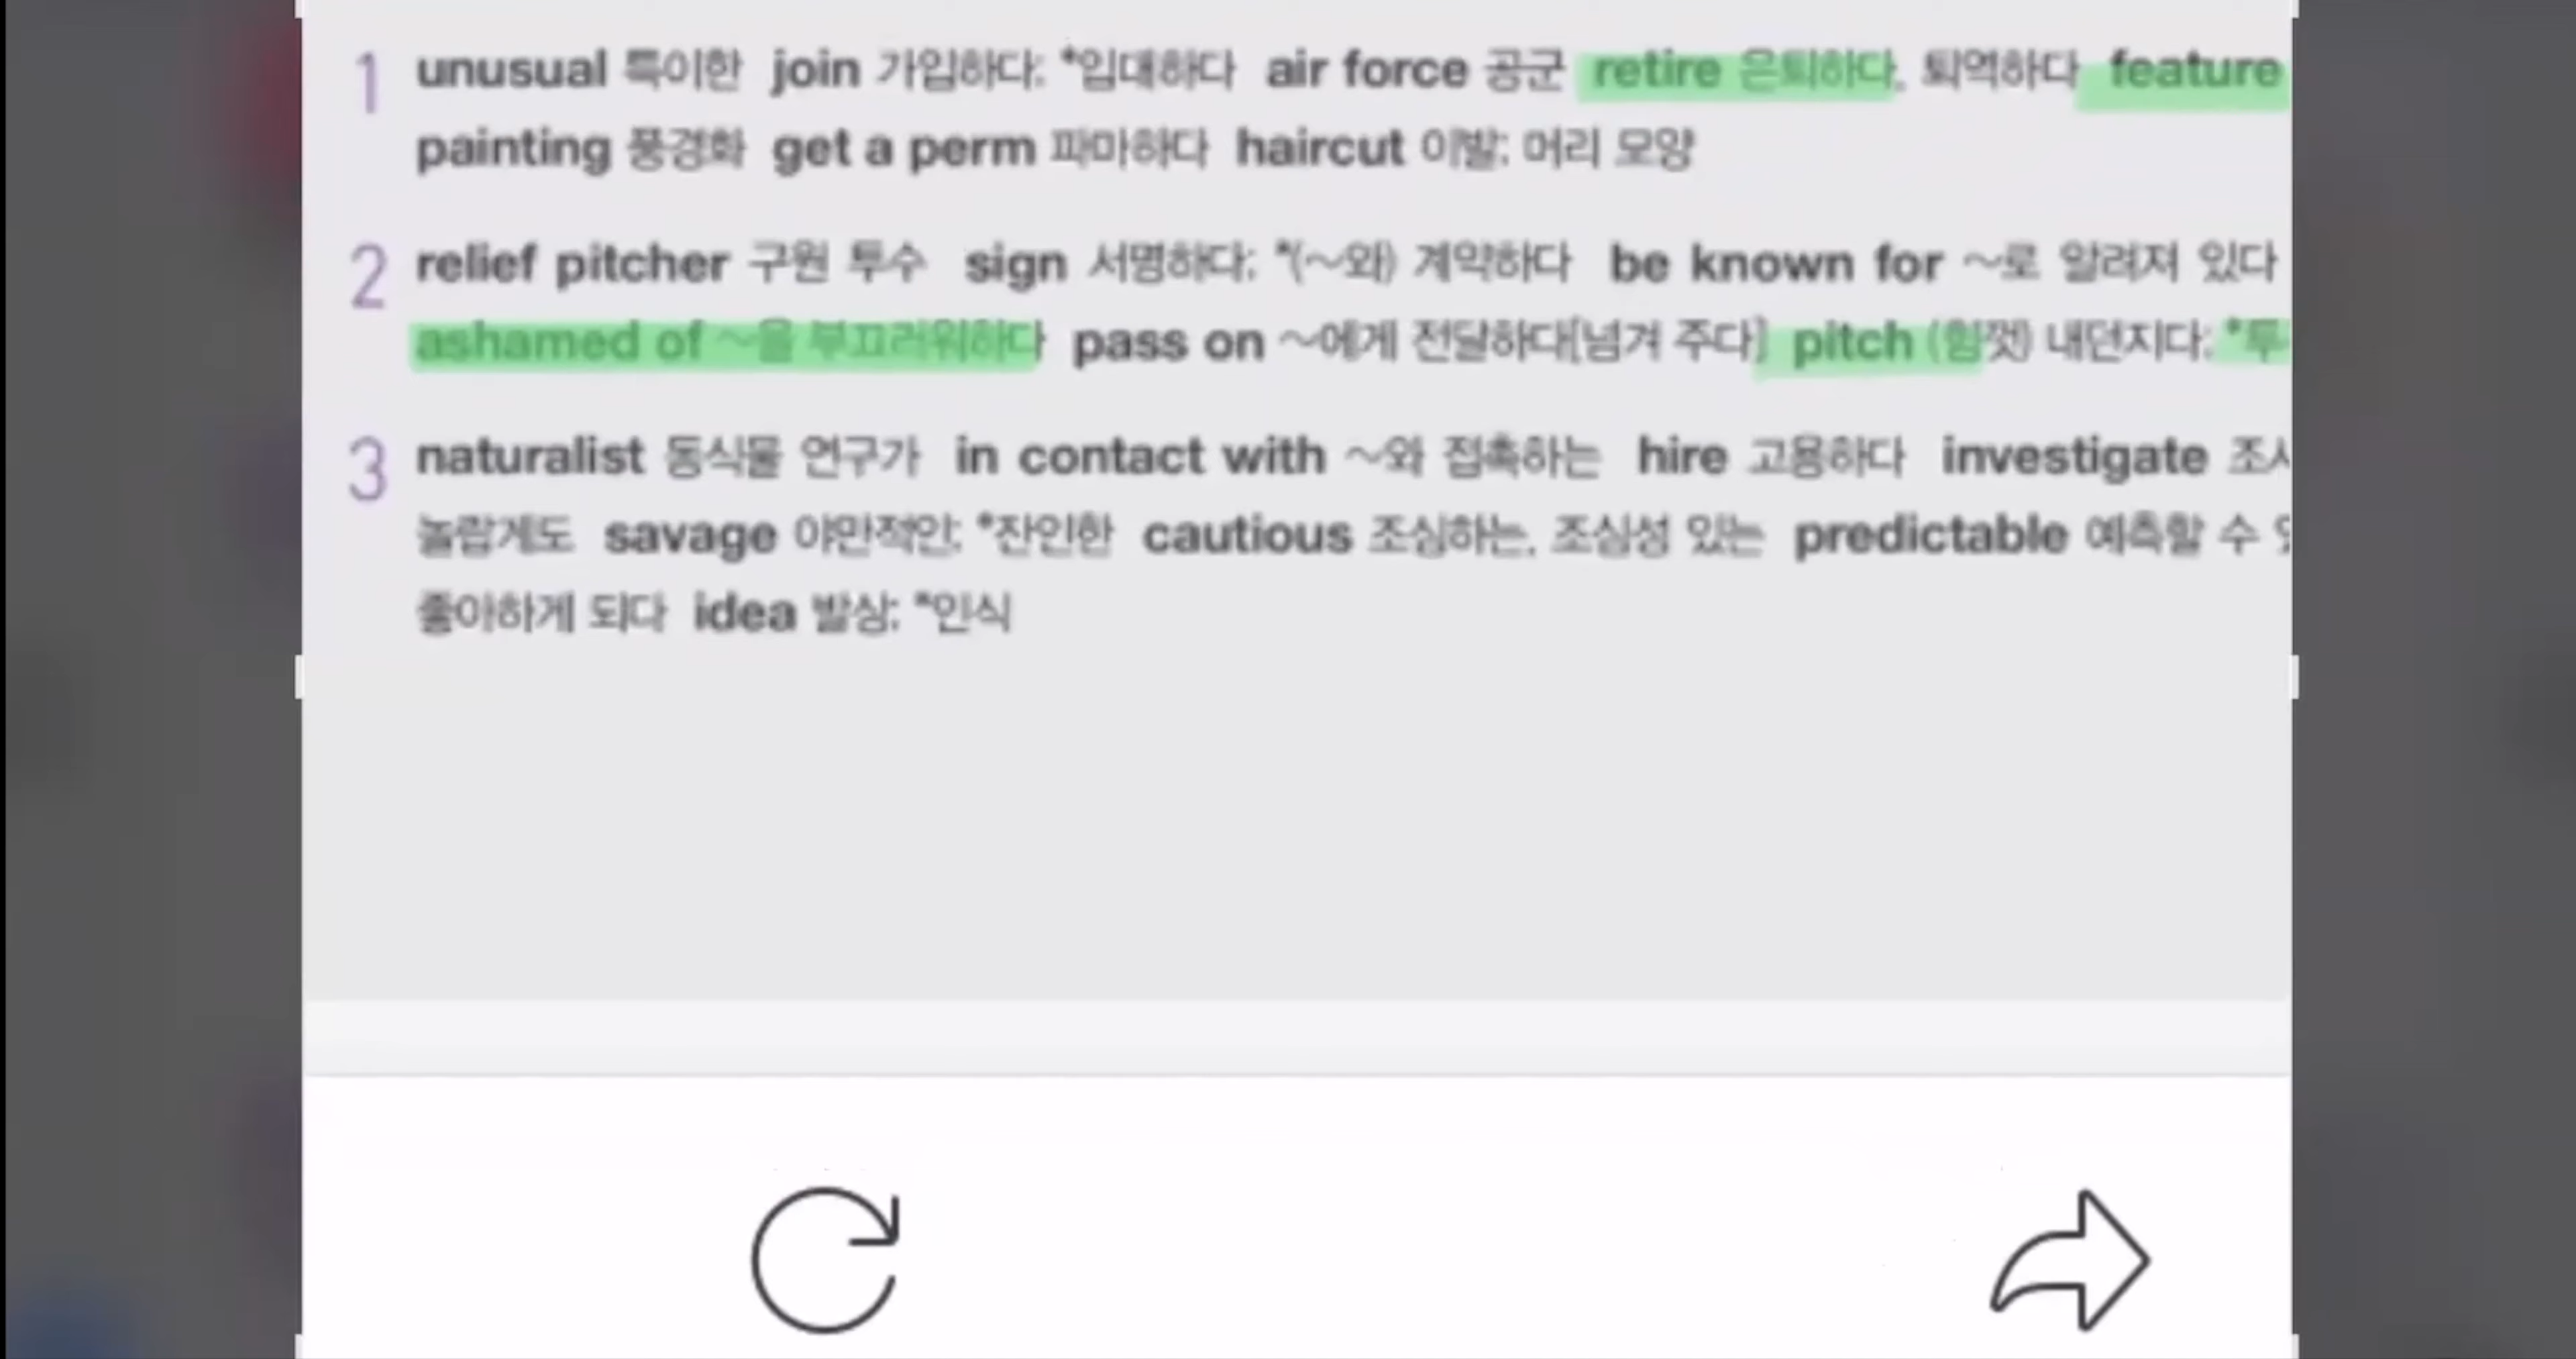 1 unusual 특이한 join 가입하다; *입대하다 air force 공군 retire 은퇴하다, 퇴역하다 feature
painting 풍경화 get a perm 파마하다 haircut 이발; 머리 모양
2 relief pitcher 구원 투수 sign 서명하다; *(~와) 계약하다 be known for ~로 알려져 있다
ashamed of ~을 부끄러워하다 pass on ~에게 전달하다[넘겨 주다] pitch (힘껏) 내던지다;
3 naturalist 동식물 연구가 in contact with ~와 접촉하는 hire 고용하다 investigate
놀랍게도 savage 야만적인; *잔인한 cautious 조심하는, 조심성 있는 predictable 예측할 수
좋아하게 되다 idea 발상; *인식